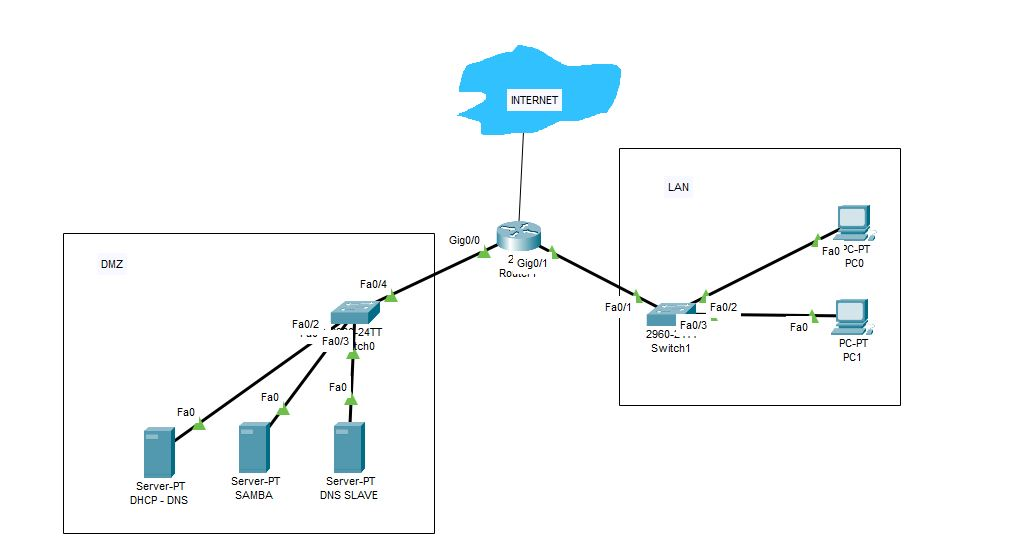 INTERNET
LAN
DMZ
Gig0/0
Gig0/1
Fa0/4
Fa0/2
Fa0/3
Fa0/1
Fa0/2
Fa0/3
Switch1
Fa0
PC-PT
PC0
Fa0
PC-PT
PC1
Fa0
Fa0
Fa0
Server-PT
DHCP - DNS
Server-PT
SAMBA
Server-PT
DNS SLAVE